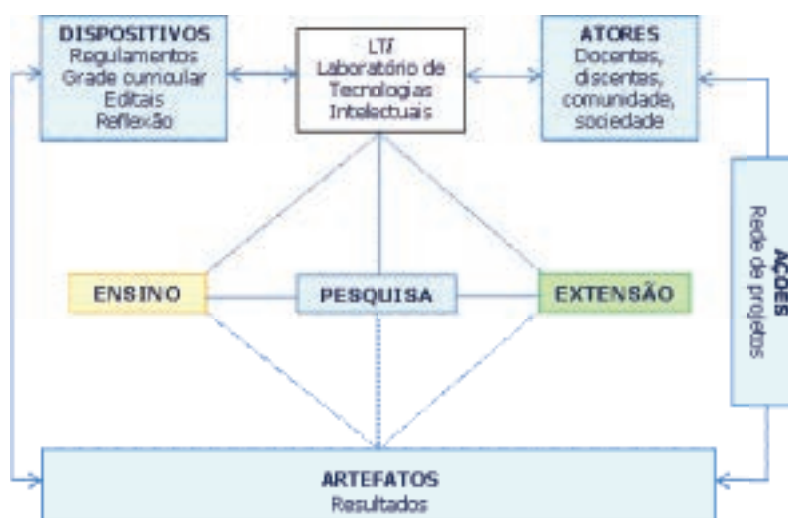 DISPOSITIVOS
Regulamentos
Grade curricular
Editais
Reflexão
LTi
Laboratório de
Tecnologias
Intelectuais
ATORES
Docentes,
discentes,
comunidade,
sociedade
AÇOES
Rede de projetos
ENSINO
PESQUISA
EXTENSÃO
ARTEFATOS
Resultados